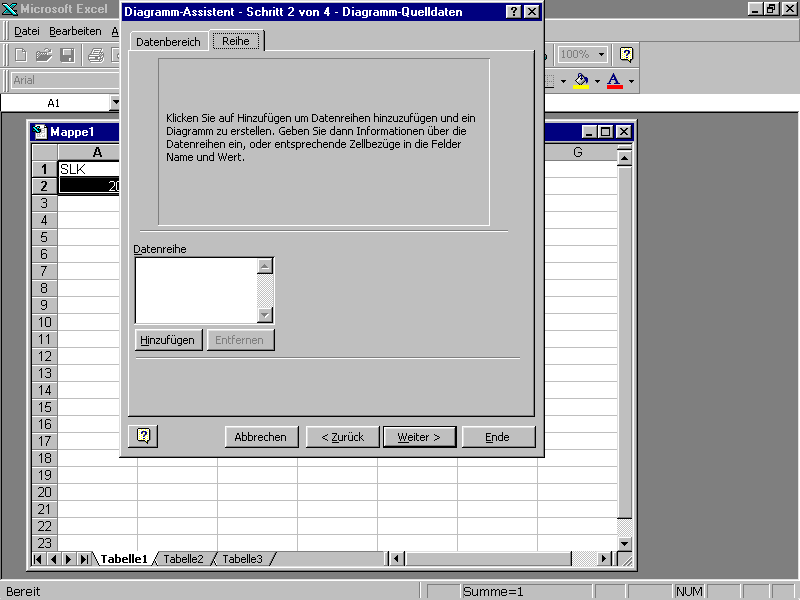 Microsoft Excel
Diagramm-Assistent - Schritt 2 von 4 - Diagramm-Quelldaten
Datei Bearbeiten A
Datenbereich Reihe
100%
Arial
A1
Klicken Sie auf Hinzufügen um Datenreihen hinzuzufügen und ein
Diagramm zu erstellen. Geben Sie dann Informationen über die
Datenreihen ein, oder entsprechende Zellbezüge in die Felder
Name und Wert.
Mappe1
A G
1 SLK
2 20
3
4
5
6
7
8
9
10
11
12
13
14
15
16
17
18
19
20
21
22
23
Datenreihe
Hinzufügen Entfernen
Abbrechen < Zurück Weiter > Ende
Tabelle1 Tabelle2 Tabelle3
Bereit Summe=1 NUM